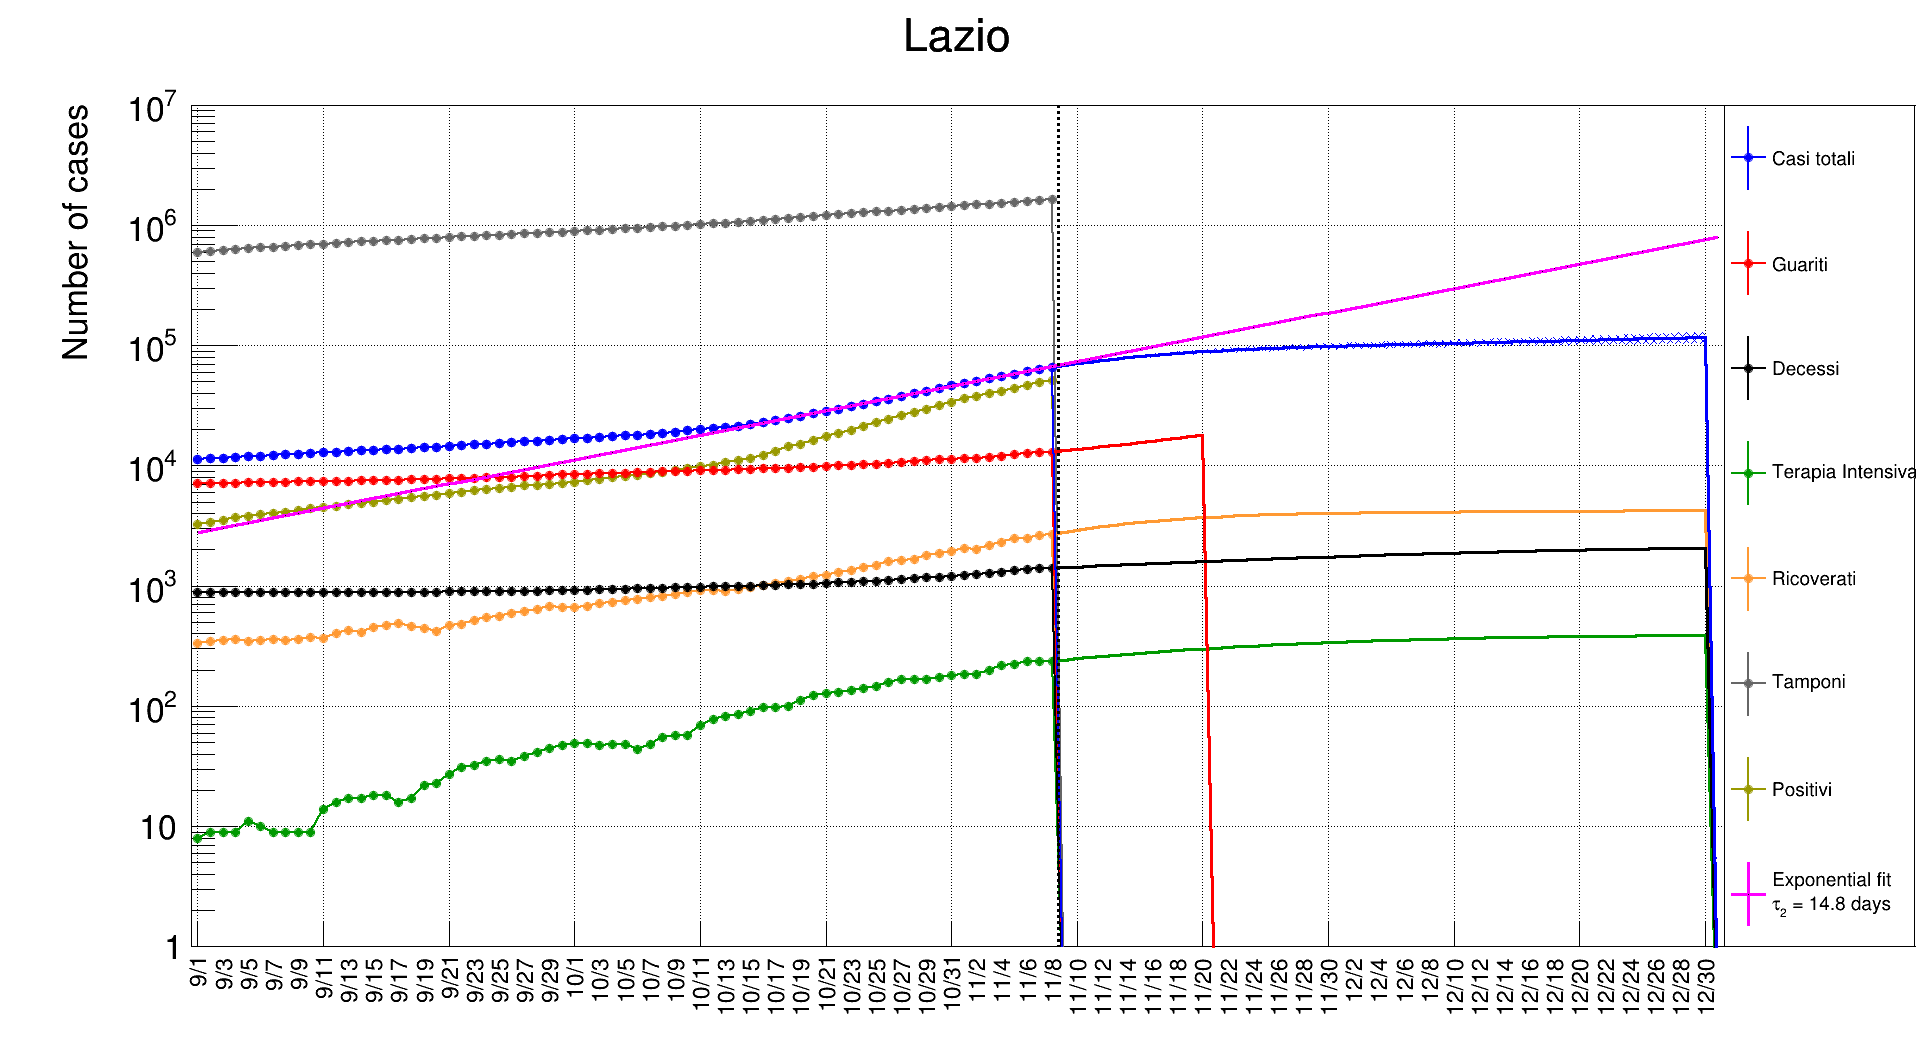 Lazio
Number of cases
10^7
10^6
10^5
10^4
10^3
10^2
10
1
9/1 9/3 9/5 9/7 9/9 9/11 9/13 9/15 9/17 9/19 9/21 9/23 9/25 9/27 9/29 10/1 10/3 10/5 10/7 10/9 10/11 10/13 10/15 10/17 10/19 10/21 10/23 10/25 10/27 10/29 10/31 11/2 11/4 11/6 11/8 11/10 11/12 11/14 11/16 11/18 11/20 11/22 11/24 11/26 11/28 11/30 12/2 12/4 12/6 12/8 12/10 12/12 12/14 12/16 12/18 12/20 12/22 12/24 12/26 12/28 12/30
Casi totali
Guariti
Decessi
Terapia Intensiva
Ricoverati
Tamponi
Positivi
Exponential fit
τ_2 = 14.8 days